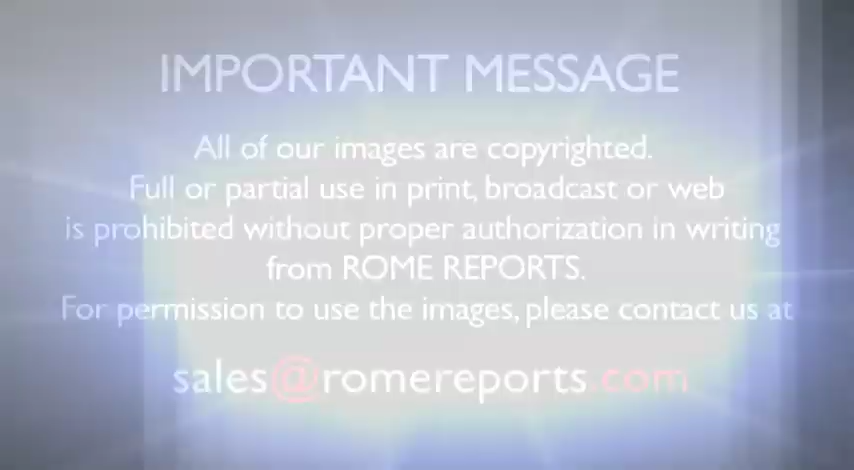 IMPORTANT MESSAGE
All of our images are copyrighted.
Full or partial use in print, broadcast or web
is prohibited without proper authorization in writing
from ROME REPORTS.
For permission to use the images, please contact us at
sales@romereports.com